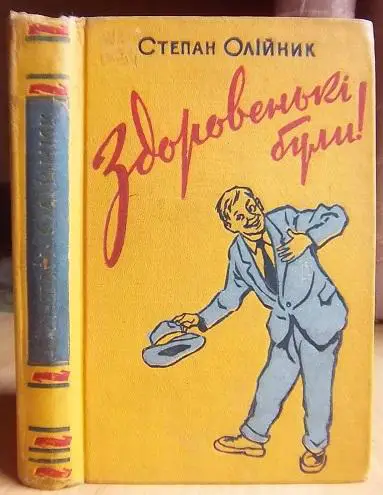 Степан Олійник
Здоровенькі
були!